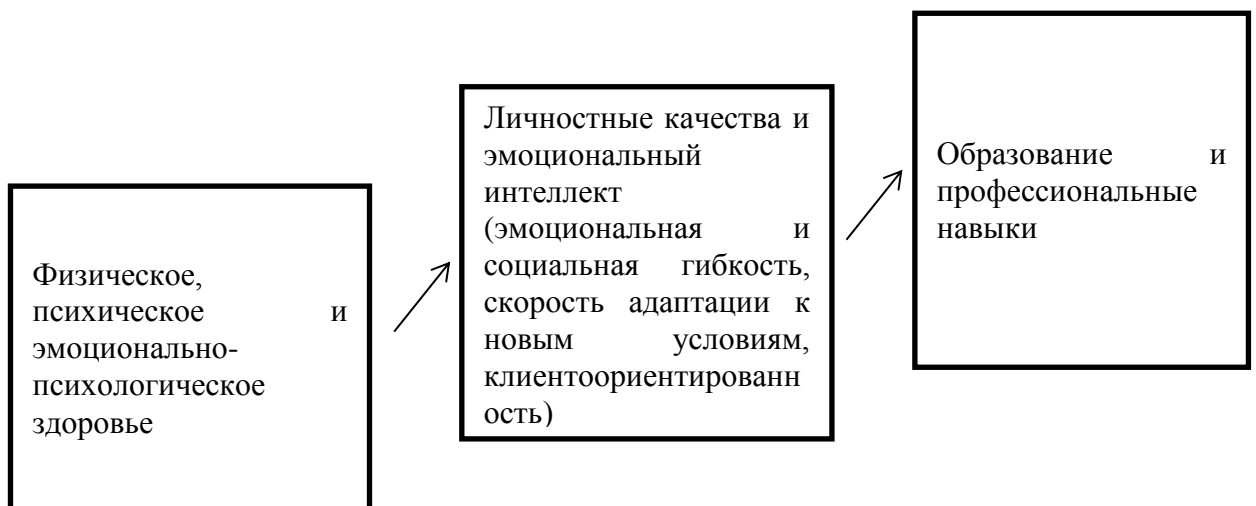 Физическое,
психическое и
эмоционально-
психологическое
здоровье
Личностные качества и
эмоциональный
интеллект
(эмоциональная и
социальная гибкость,
скорость адаптации к
новым условиям,
клиентоориентированн
ость)
Образование и
профессиональные
навыки